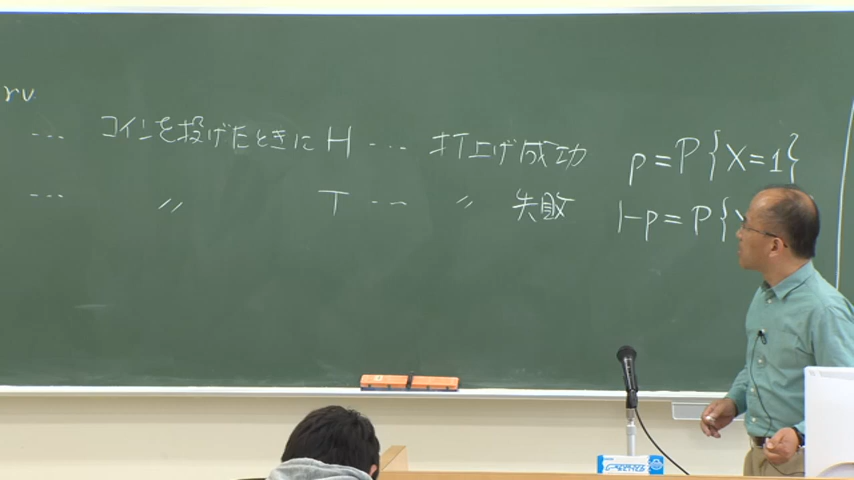 rv
... コインを投げたときに H ... 打上げ成功 p = P{X=1}
... 〃 T ... 〃 失敗 1-p = P{